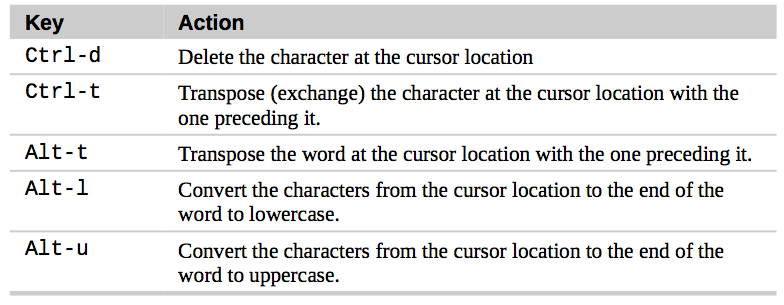 Key Action
Ctrl-d Delete the character at the cursor location
Ctrl-t Transpose (exchange) the character at the cursor location with the
one preceding it.
Alt-t Transpose the word at the cursor location with the one preceding it.
Alt-l Convert the characters from the cursor location to the end of the
word to lowercase.
Alt-u Convert the characters from the cursor location to the end of the
word to uppercase.